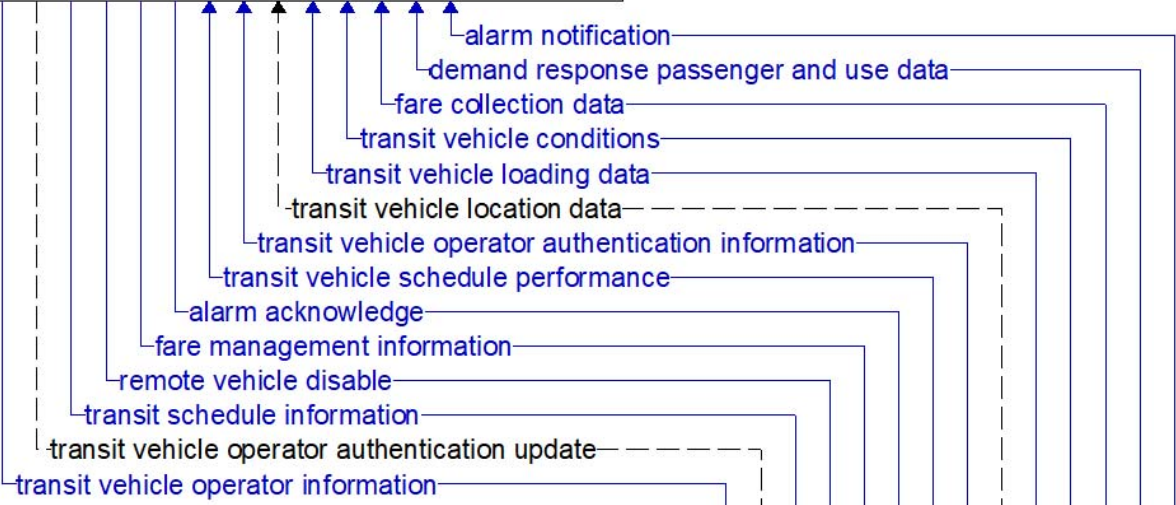 alarm notification
demand response passenger and use data
fare collection data
transit vehicle conditions
transit vehicle loading data
transit vehicle location data
transit vehicle operator authentication information
transit vehicle schedule performance
alarm acknowledge
fare management information
remote vehicle disable
transit schedule information
transit vehicle operator authentication update
transit vehicle operator information